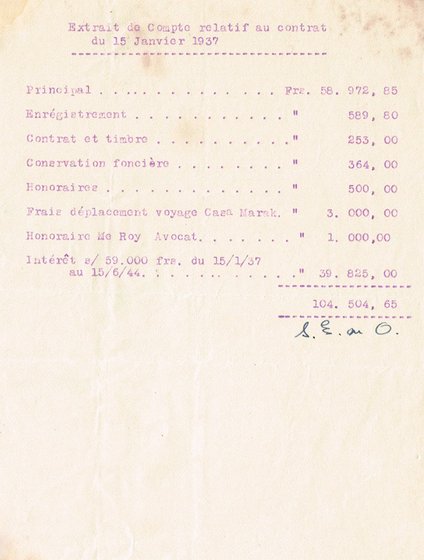 Extrait de Compte relatif au contrat
du 15 Janvier 1937
Principal . ... . . . . . . . . . . Frs. 58. 972, 85
Enrégistrement . . . . . . . . . . . " 589, 80
Contrat et timbre . . . . . . . . . . " 253, 00
Conservation foncière . . . . . . . . " 364, 00
Honoraires . . . . . . . . . . . . . " 500, 00
Frais déplacement voyage Casa Marak. " 3. 000, 00
Honoraire Me Roy Avocat. . . . . . . . " 1. 000,00
Intérêt s/ 59.000 frs. du 15/1/37
au 15/6/44. . . . . . . . . . . " 39. 825, 00
104. 504, 65
S. E. ou O.